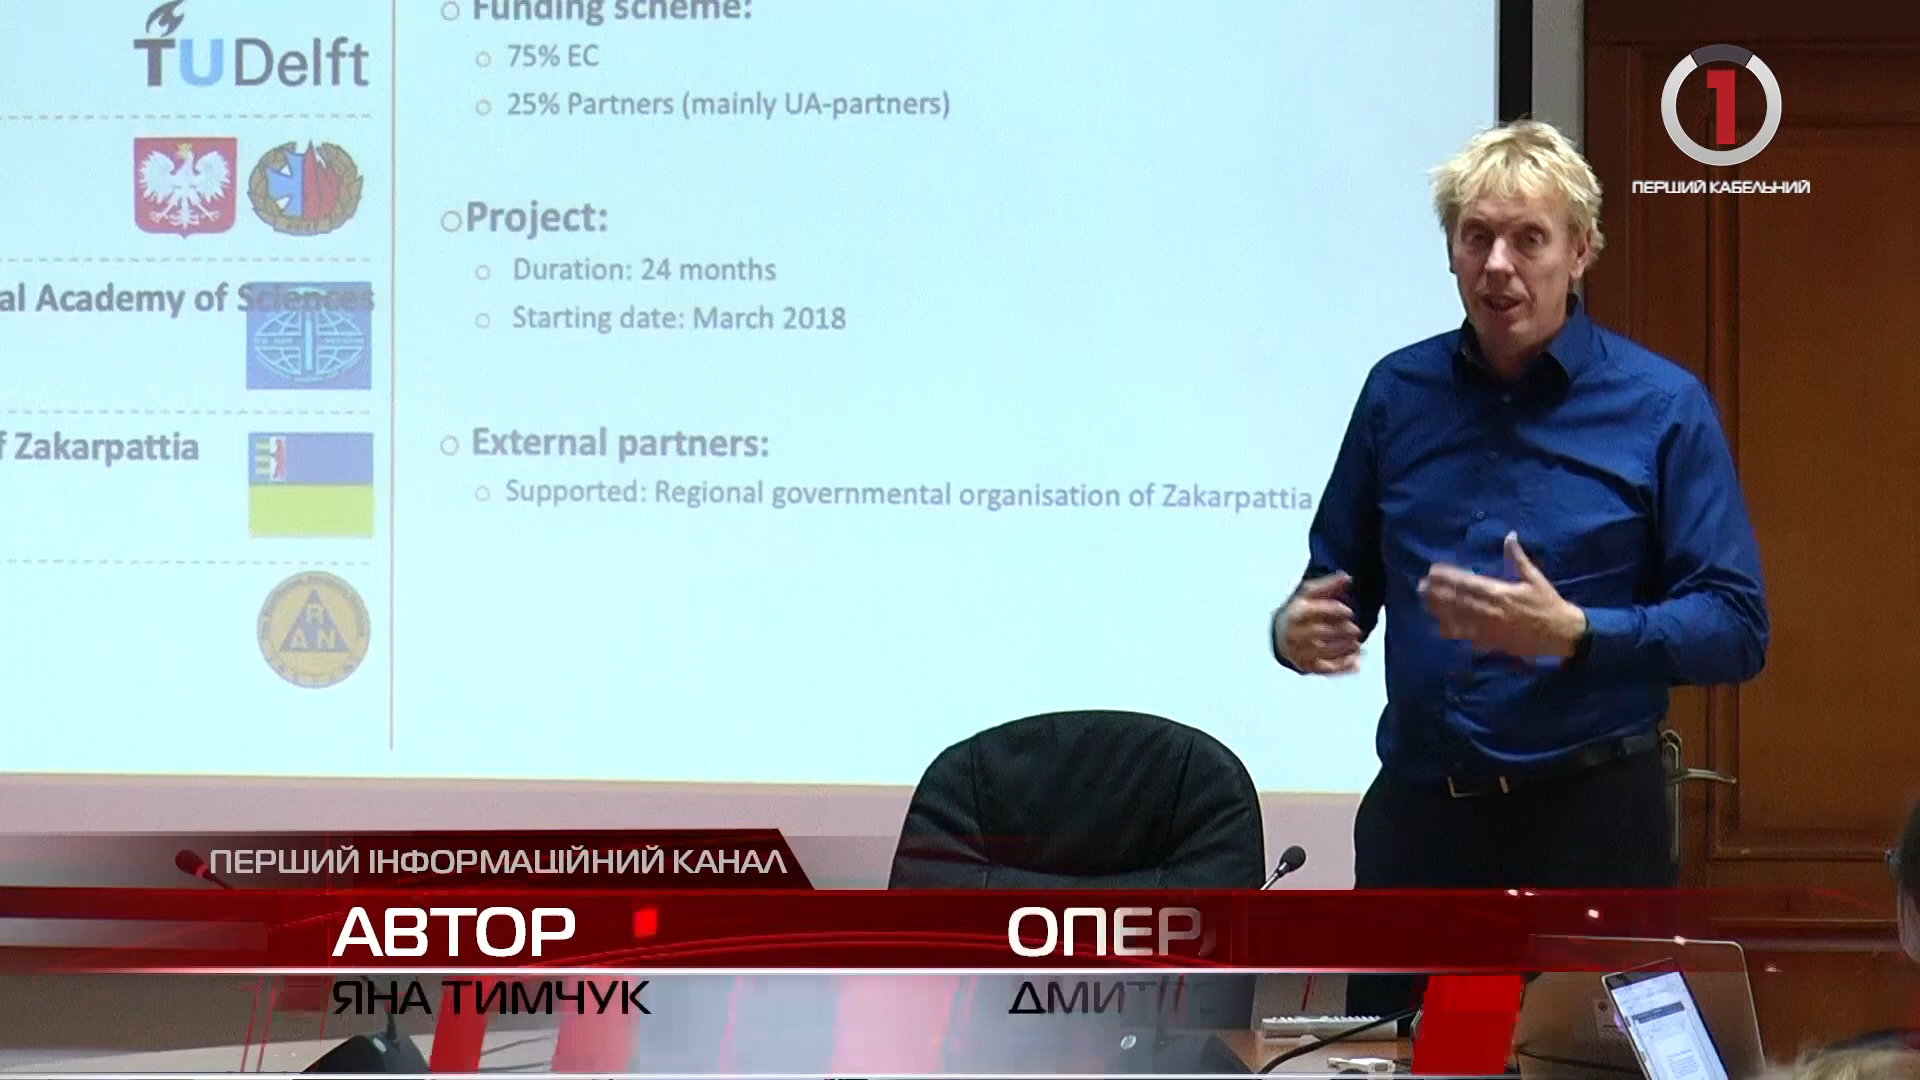 TU Delft
al Academy of Sciences
f Zakarpattia
R
A N
Funding scheme:
75% EC
25% Partners (mainly UA-partners)
Project:
Duration: 24 months
Starting date: March 2018
External partners:
Supported: Regional governmental organisation of Zakarpattia
1
ПЕРШИЙ КАБЕЛЬНИЙ
ПЕРШИЙ ІНФОРМАЦІЙНИЙ КАНАЛ
АВТОР
ОПЕР
ЯНА ТИМЧУК
ДМИТ